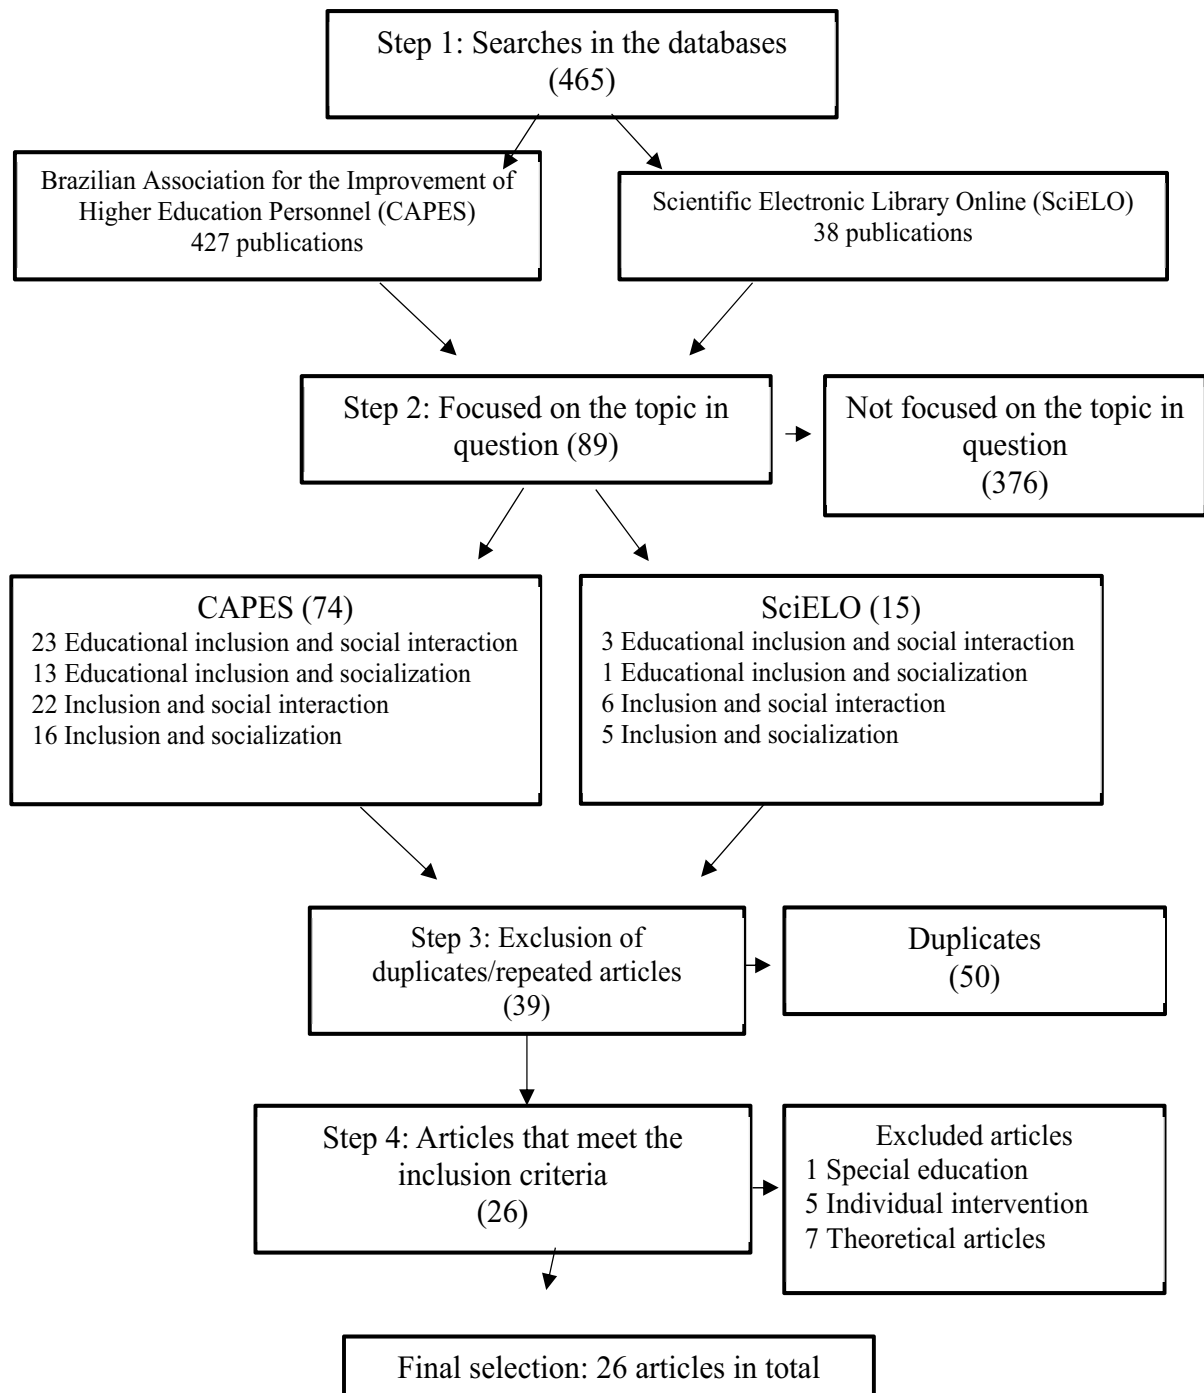 Step 1: Searches in the databases
(465)
Brazilian Association for the Improvement of
Higher Education Personnel (CAPES)
427 publications
Scientific Electronic Library Online (SciELO)
38 publications
Step 2: Focused on the topic in
question (89)
Not focused on the topic in
question
(376)
CAPES (74)
23 Educational inclusion and social interaction
13 Educational inclusion and socialization
22 Inclusion and social interaction
16 Inclusion and socialization
SciELO (15)
3 Educational inclusion and social interaction
1 Educational inclusion and socialization
6 Inclusion and social interaction
5 Inclusion and socialization
Step 3: Exclusion of
duplicates/repeated articles
(39)
Duplicates
(50)
Step 4: Articles that meet the
inclusion criteria
(26)
Excluded articles
1 Special education
5 Individual intervention
7 Theoretical articles
Final selection: 26 articles in total